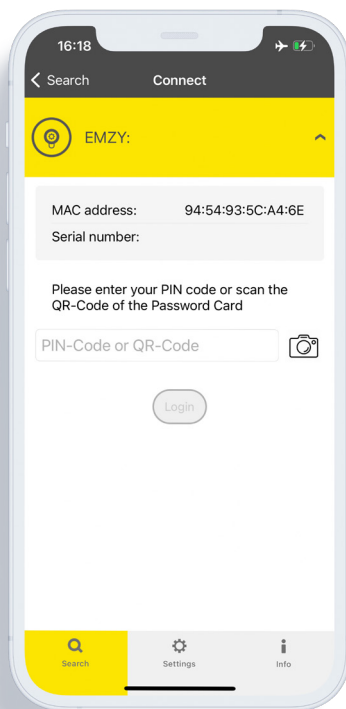 16:18
Search Connect
EMZY:
MAC address: 94:54:93:5C:A4:6E
Serial number:
Please enter your PIN code or scan the
QR-Code of the Password Card
PIN-Code or QR-Code
Login
Search Settings Info